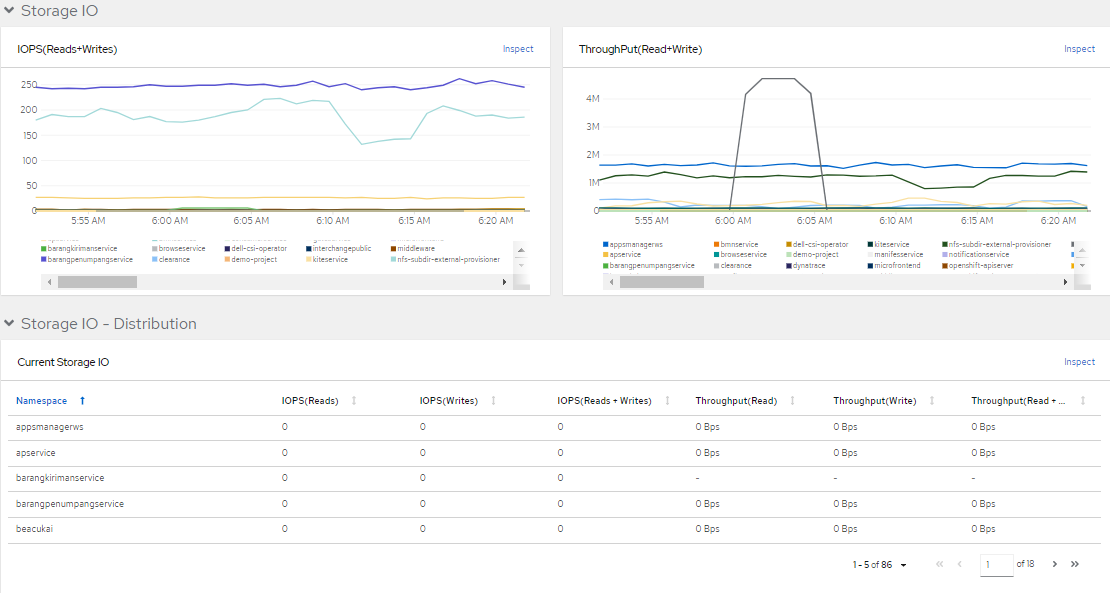 Storage IO
IOPS(Reads+Writes)
Inspect
250
200
150
100
50
0
5:55 AM 6:00 AM 6:05 AM 6:10 AM 6:15 AM 6:20 AM
barangkirimanservice browseservice dell-csi-operator interchangepublic middleware
barangpenumpangservice clearance demo-project kiteservice nfs-subdir-external-provisioner
ThroughPut(Read+Write)
Inspect
4M
3M
2M
1M
0
5:55 AM 6:00 AM 6:05 AM 6:10 AM 6:15 AM 6:20 AM
appsmanagerws bmnservice dell-csi-operator kiteservice nfs-subdir-external-provisioner
apservice browseservice demo-project manifesservice notificationservice
barangpenumpangservice clearance dynatrace microfrontend openshift-apiserver
Storage IO - Distribution
Current Storage IO
Inspect
Namespace IOPS(Reads) IOPS(Writes) IOPS(Reads + Writes) Throughput(Read) Throughput(Write) Throughput(Read + ...
appsmanagerws 0 0 0 0 Bps 0 Bps 0 Bps
apservice 0 0 0 0 Bps 0 Bps 0 Bps
barangkirimanservice 0 0 0 - - -
barangpenumpangservice 0 0 0 0 Bps 0 Bps 0 Bps
beacukai 0 0 0 0 Bps 0 Bps 0 Bps
1 - 5 of 86 1 of 18